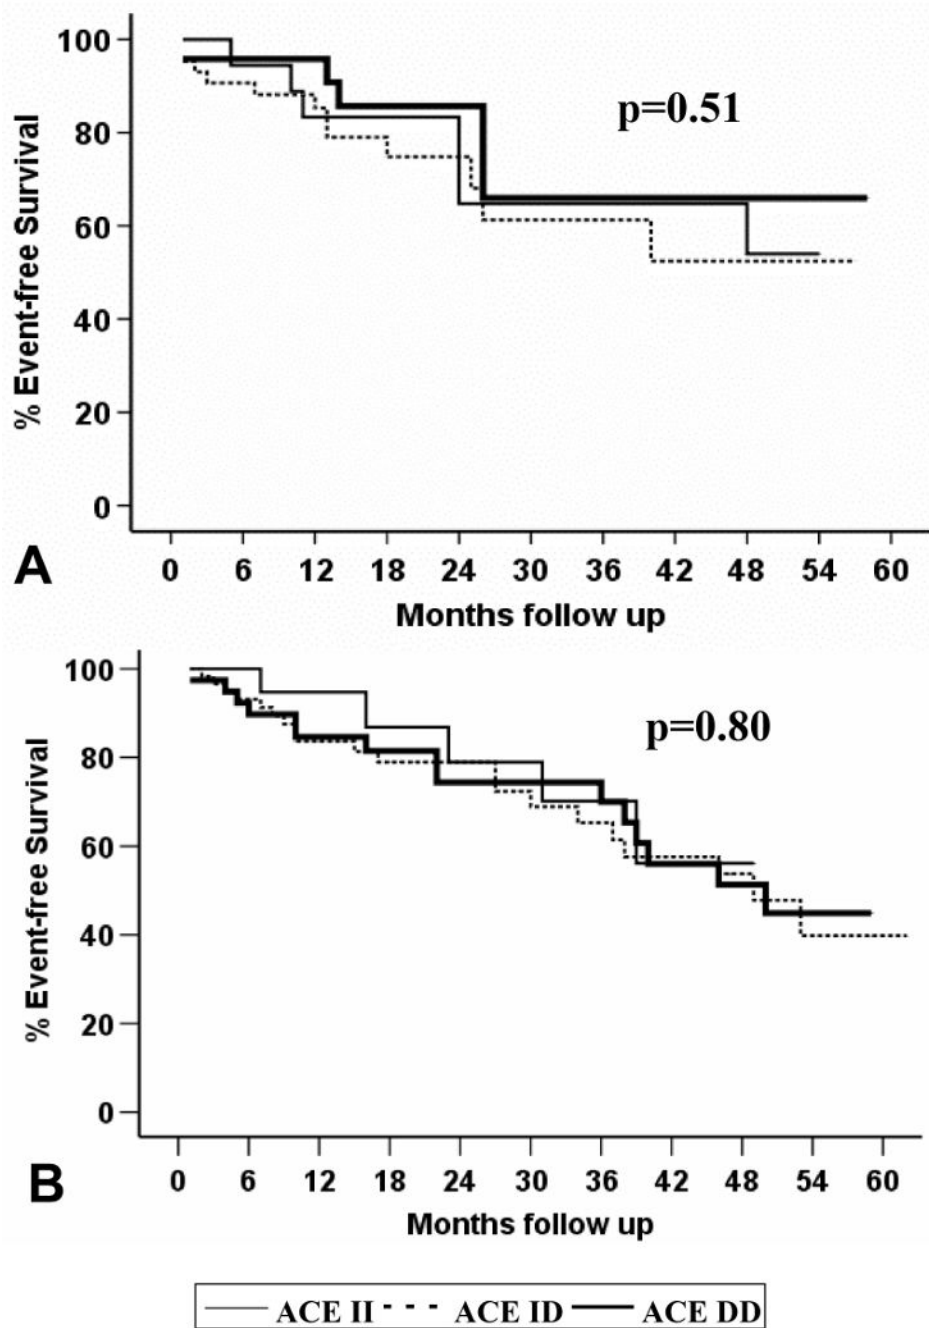 100
80
60
40
20
0
% Event-free Survival
p=0.51
A
0 6 12 18 24 30 36 42 48 54 60
Months follow up
100
80
60
40
20
0
% Event-free Survival
p=0.80
B
0 6 12 18 24 30 36 42 48 54 60
Months follow up
ACE II ACE ID ACE DD